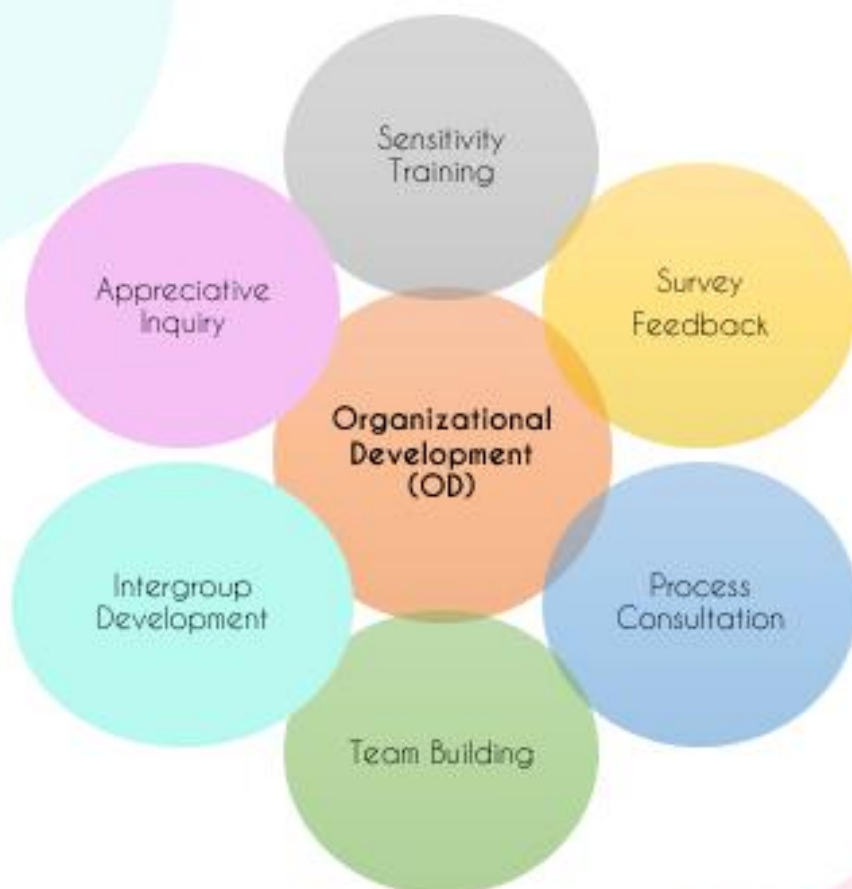 Sensitivity
Training
Survey
Feedback
Process
Consultation
Team Building
Intergroup
Development
Appreciative
Inquiry
Organizational
Development
(OD)